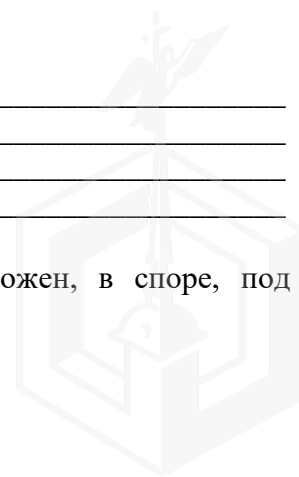 ожен, в споре, под